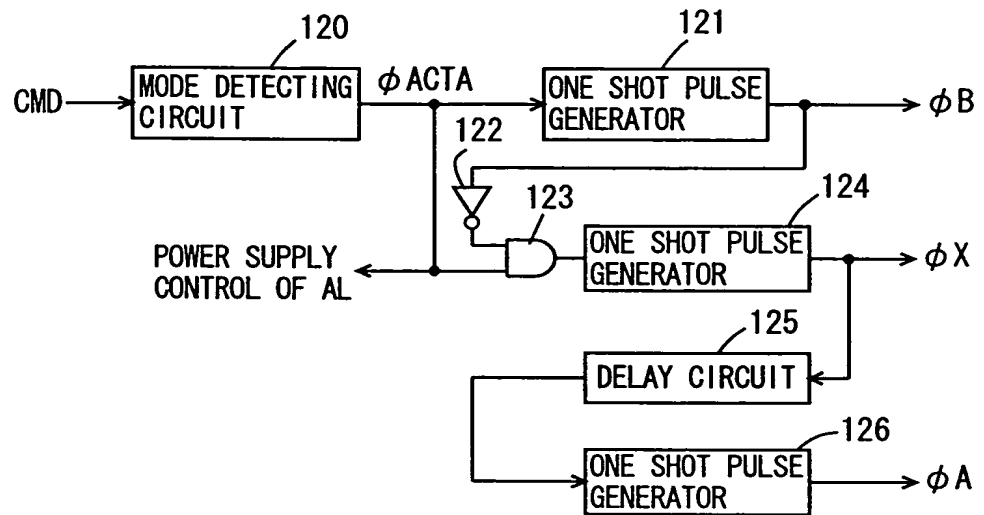 120
121
MODE DETECTING
CIRCUIT
ϕACTA
ONE SHOT PULSE
GENERATOR
CMD
ϕB
122
123
124
POWER SUPPLY
CONTROL OF AL
ONE SHOT PULSE
GENERATOR
ϕX
125
DELAY CIRCUIT
126
ONE SHOT PULSE
GENERATOR
ϕA